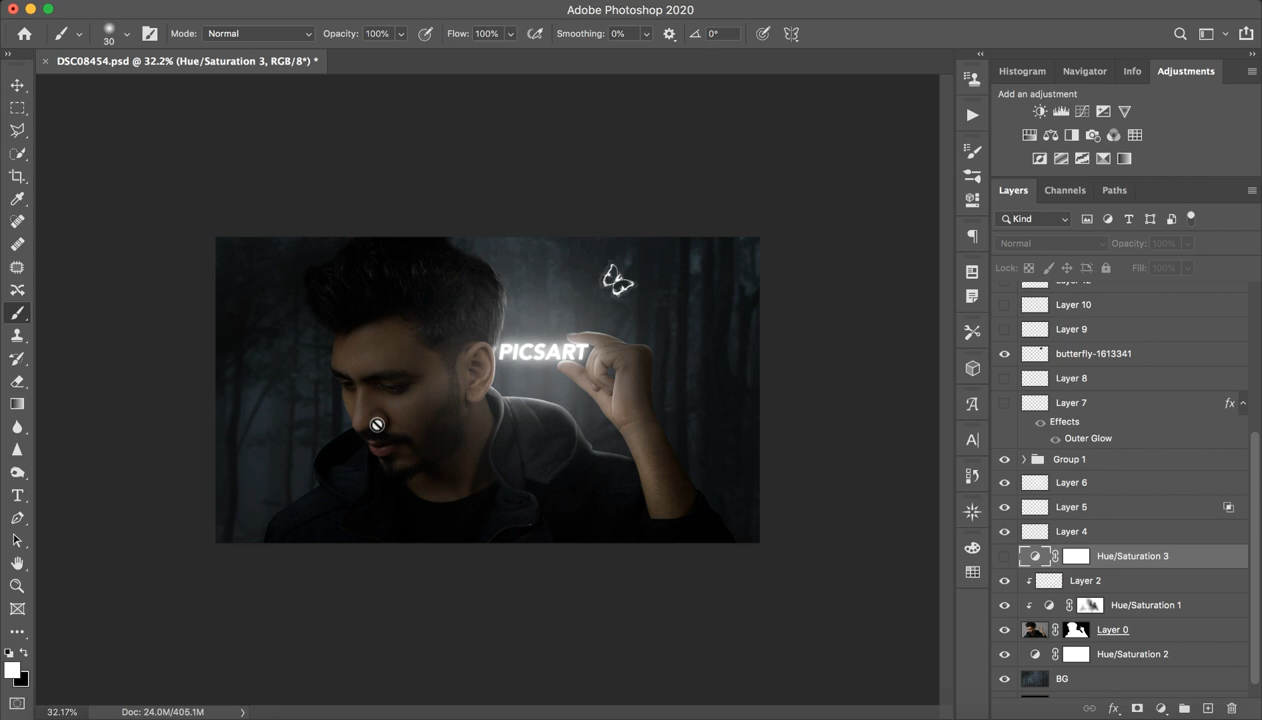 Adobe Photoshop 2020
30
Mode: Normal
Opacity: 100%
Flow: 100%
Smoothing: 0%
0°
DSC08454.psd @ 32.2% (Hue/Saturation 3, RGB/8*) *
Histogram
Navigator
Info
Adjustments
Add an adjustment
Layers
Channels
Paths
Kind
Normal
Opacity: 100%
Lock:
Fill: 100%
Layer 10
Layer 9
butterfly-1613341
Layer 8
Layer 7
fx
Effects
Outer Glow
Group 1
Layer 6
Layer 5
Layer 4
Hue/Saturation 3
Layer 2
Hue/Saturation 1
Layer 0
Hue/Saturation 2
BG
PICSART
32.17%
Doc: 24.0M/405.1M
fx